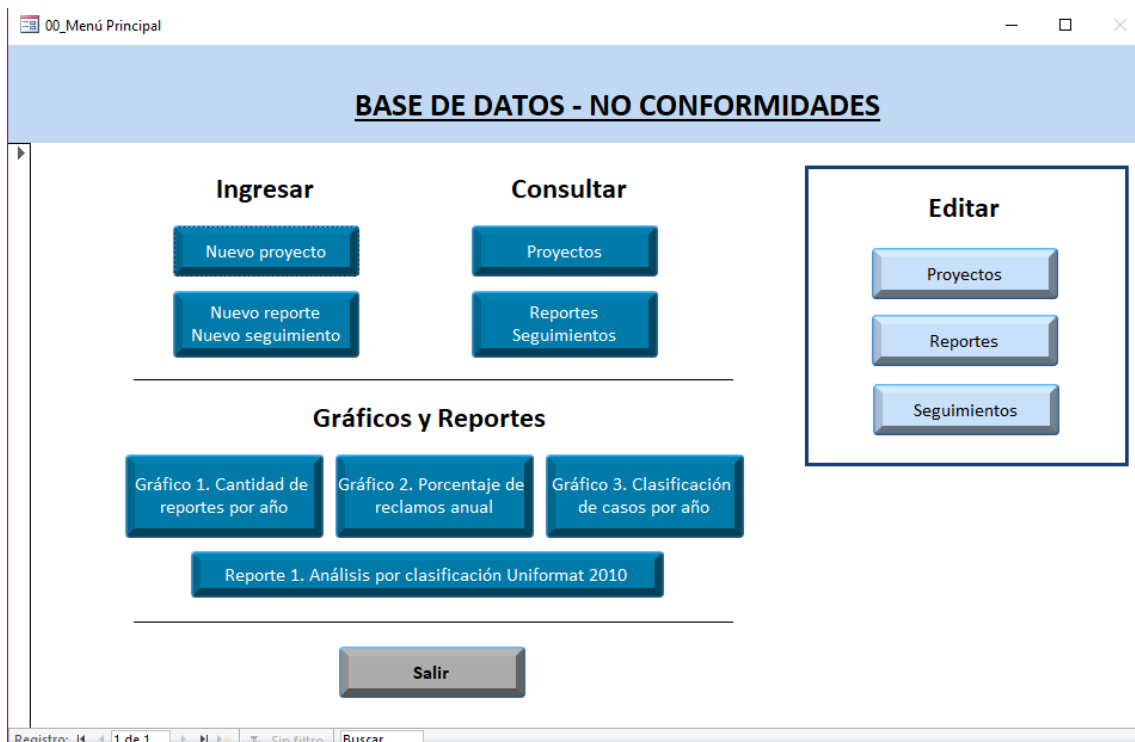 00_Menú Principal
BASE DE DATOS - NO CONFORMIDADES
Ingresar
Nuevo proyecto
Nuevo reporte
Nuevo seguimiento
Consultar
Proyectos
Reportes
Seguimientos
Editar
Proyectos
Reportes
Seguimientos
Gráficos y Reportes
Gráfico 1. Cantidad de
reportes por año
Gráfico 2. Porcentaje de
reclamos anual
Gráfico 3. Clasificación
de casos por año
Reporte 1. Análisis por clasificación Uniformat 2010
Salir
Registro: 1 de 1 Sin filtro Buscar